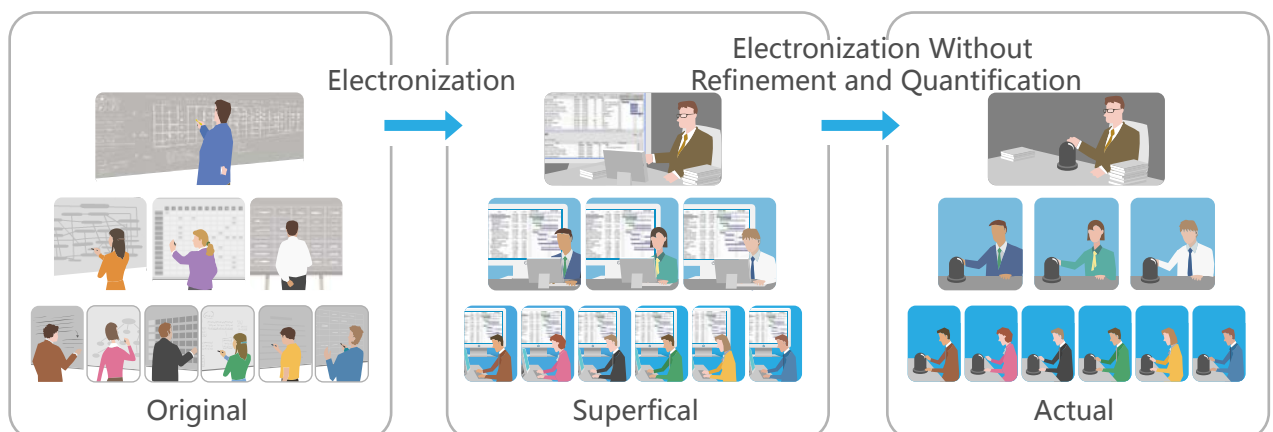 Electronization
Electronization Without
Refinement and Quantification
Original
Superfical
Actual